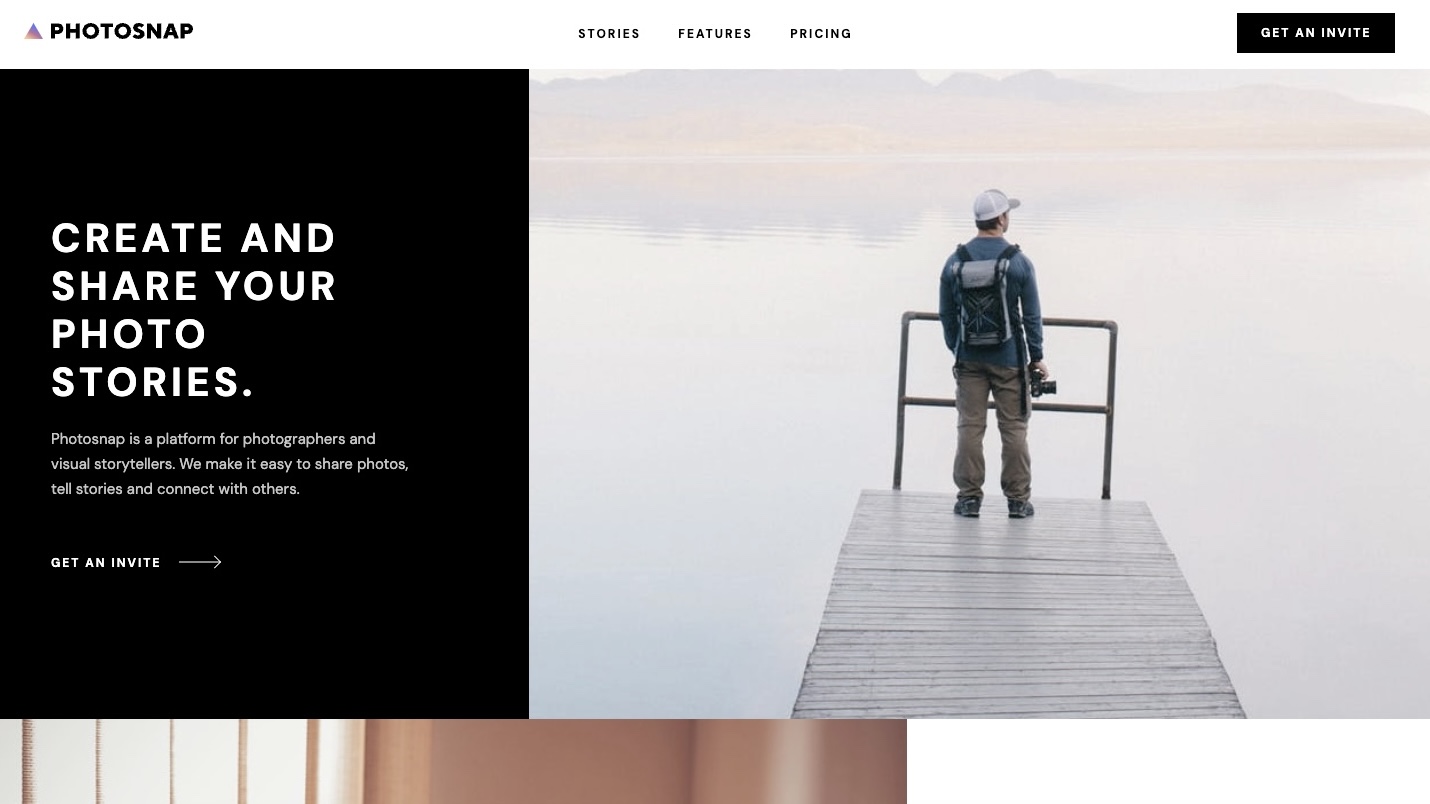 PHOTOSNAP
STORIES FEATURES PRICING
GET AN INVITE
CREATE AND
SHARE YOUR
PHOTO
STORIES.
Photosnap is a platform for photographers and
visual storytellers. We make it easy to share photos,
tell stories and connect with others.
GET AN INVITE